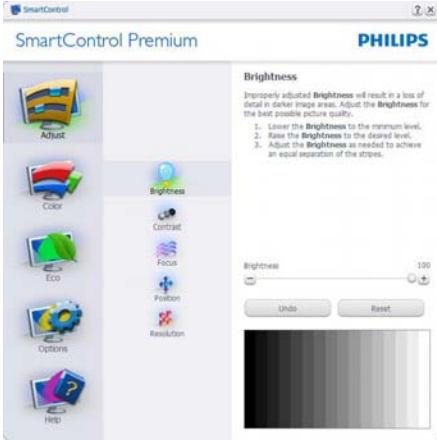 SmartControl
SmartControl Premium
PHILIPS
Adjust
Color
Eco
Options
Help
Brightness
Contrast
Focus
Position
Resolution
Brightness
Improperly adjusted Brightness will result in a loss of
detail in darker image areas. Adjust the Brightness for
the best possible picture quality.
1. Lower the Brightness to the minimum level.
2. Raise the Brightness to the desired level.
3. Adjust the Brightness as needed to achieve
an equal separation of the stripes.
Brightness 100
Undo Reset